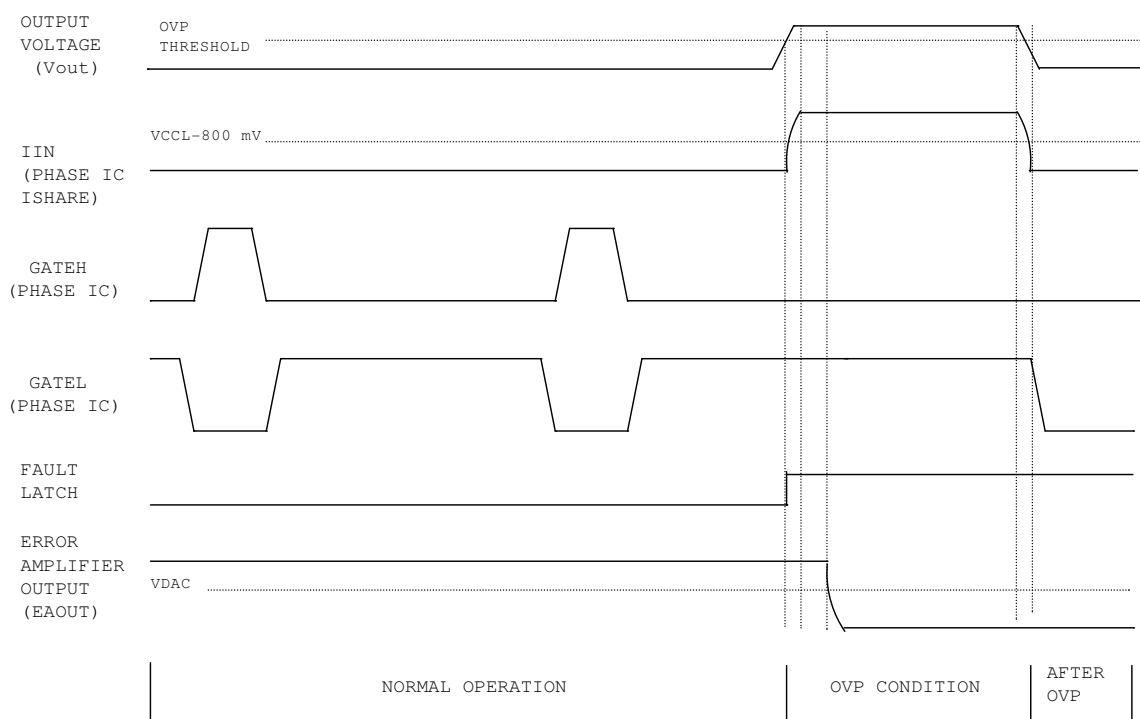 OUTPUT
VOLTAGE
(Vout)
OVP
THRESHOLD
VCCL-800 mV
IIN
(PHASE IC
ISHARE)
GATEH
(PHASE IC)
GATEL
(PHASE IC)
FAULT
LATCH
ERROR
AMPLIFIER
OUTPUT
(EAOUT)
VDAC
NORMAL OPERATION
OVP CONDITION
AFTER
OVP